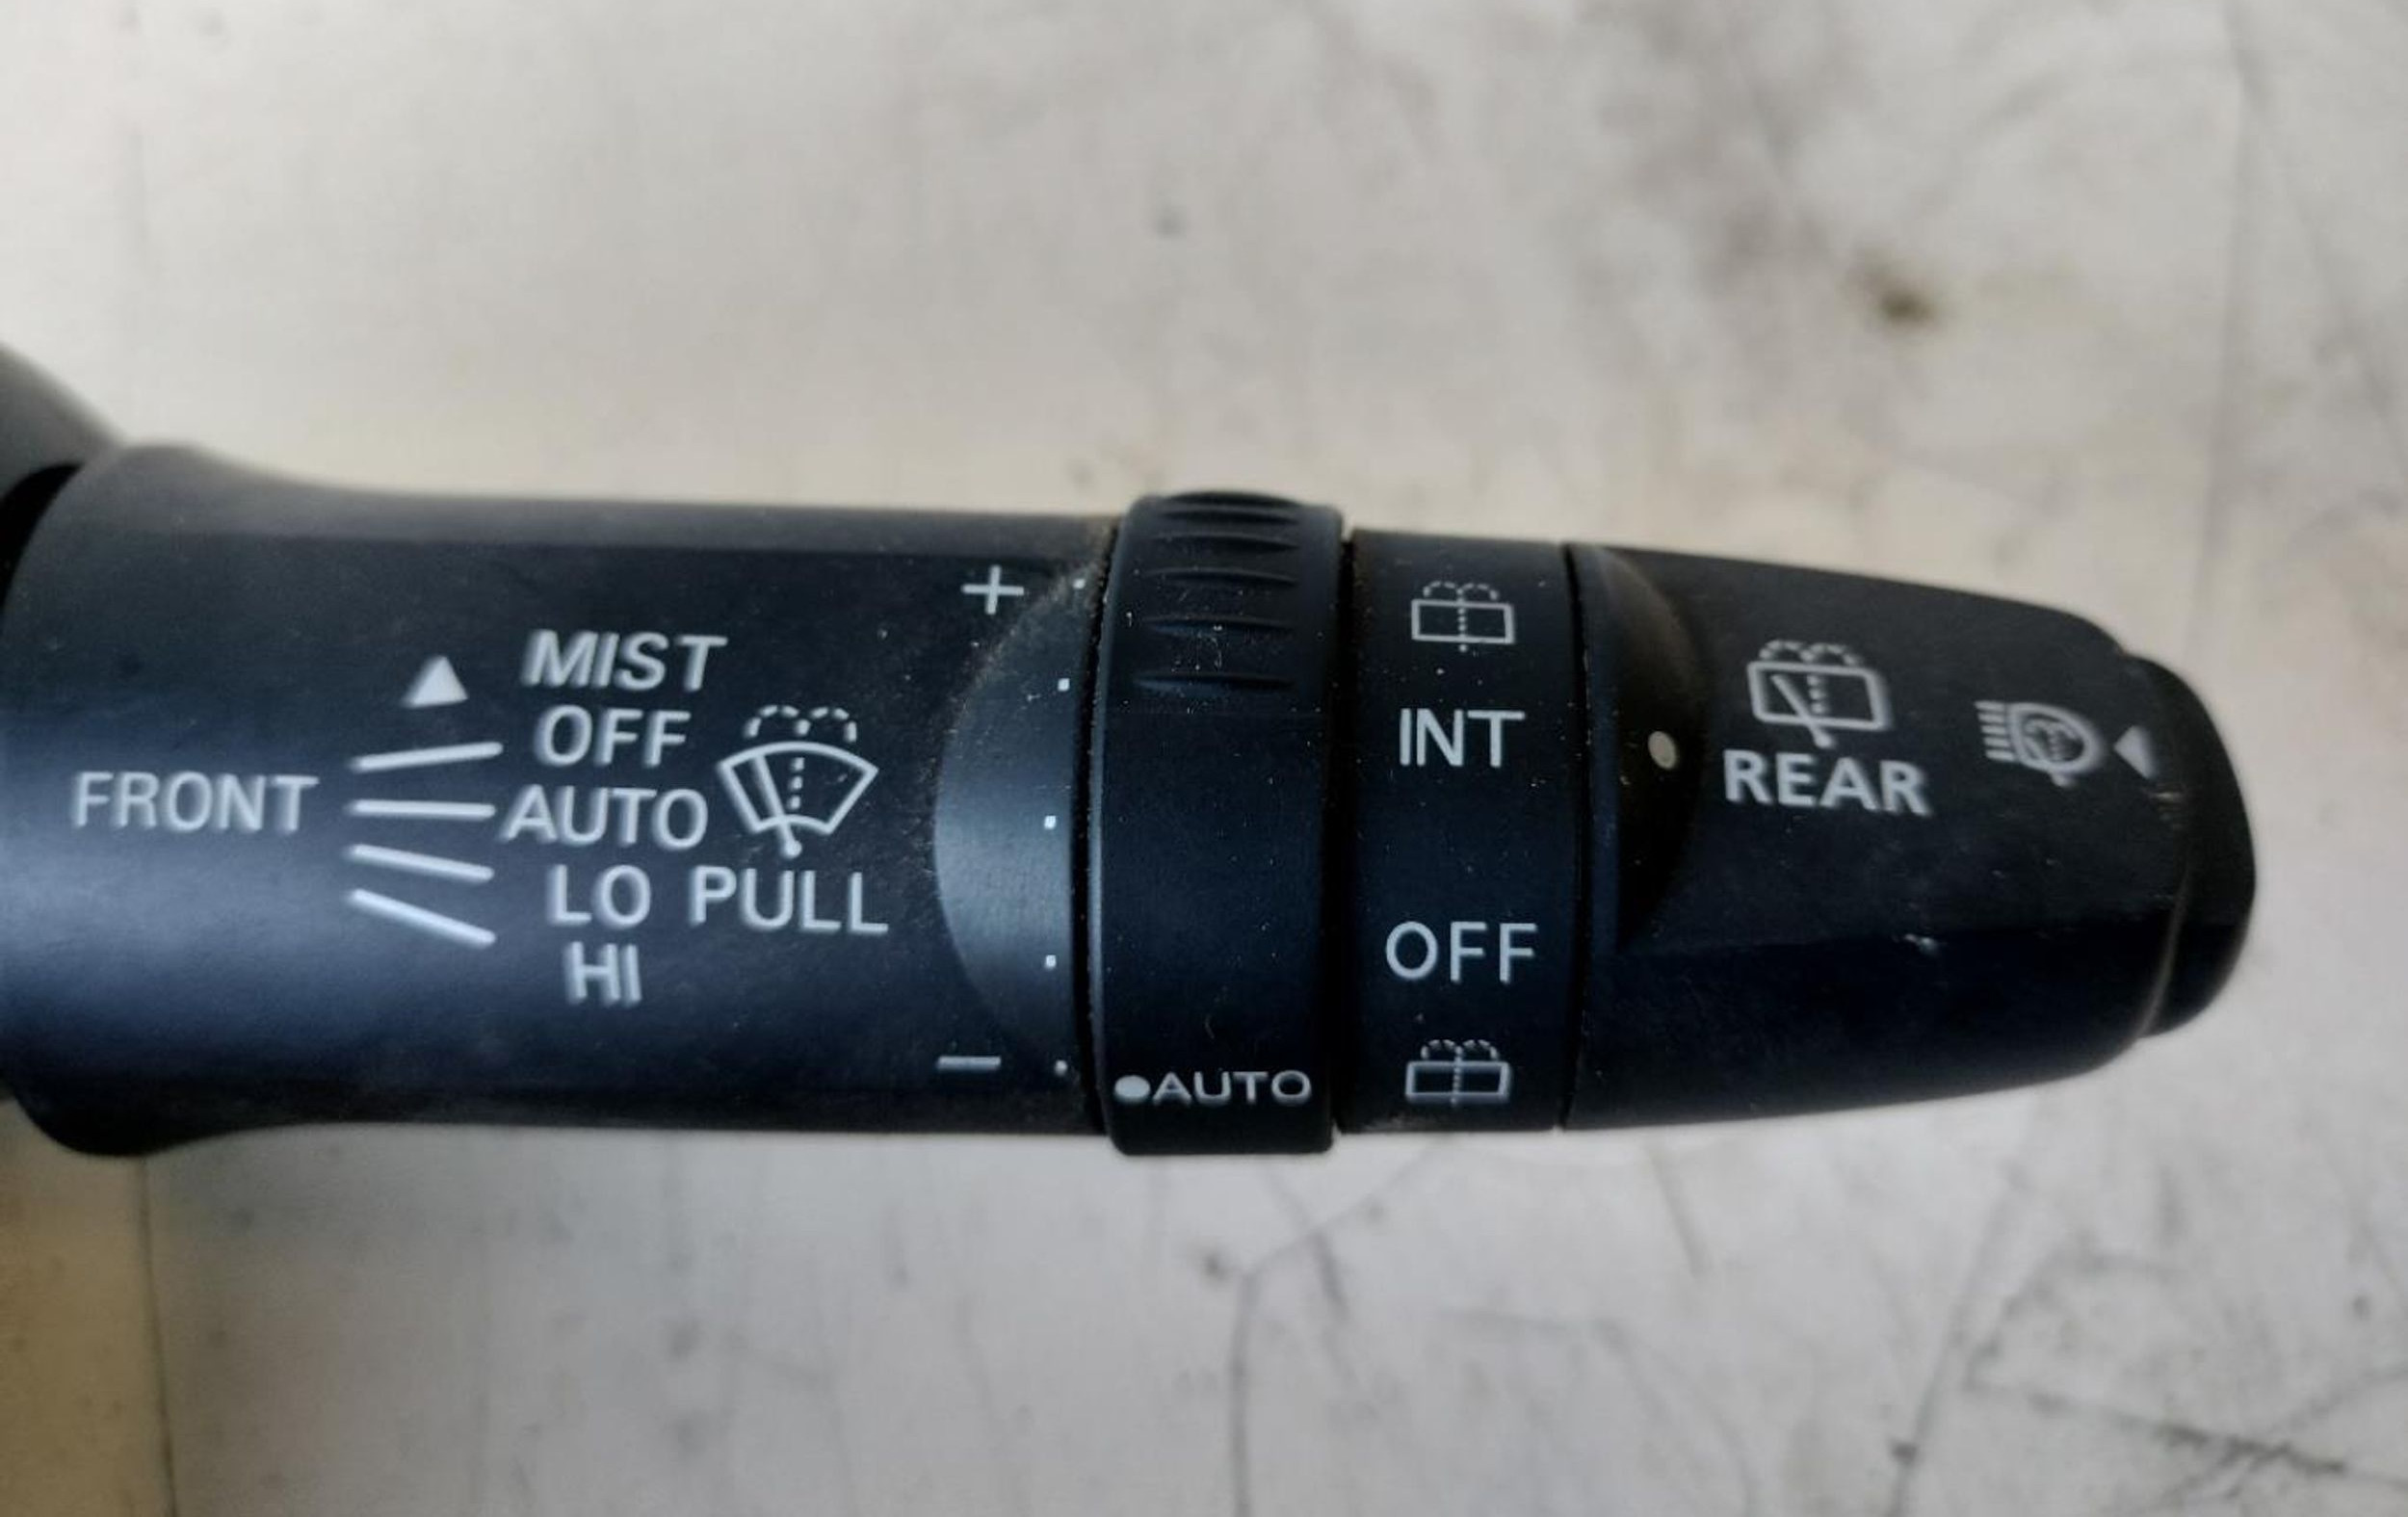 FRONT
MIST
OFF
AUTO
LO PULL
HI
+
−
●AUTO
INT
OFF
REAR